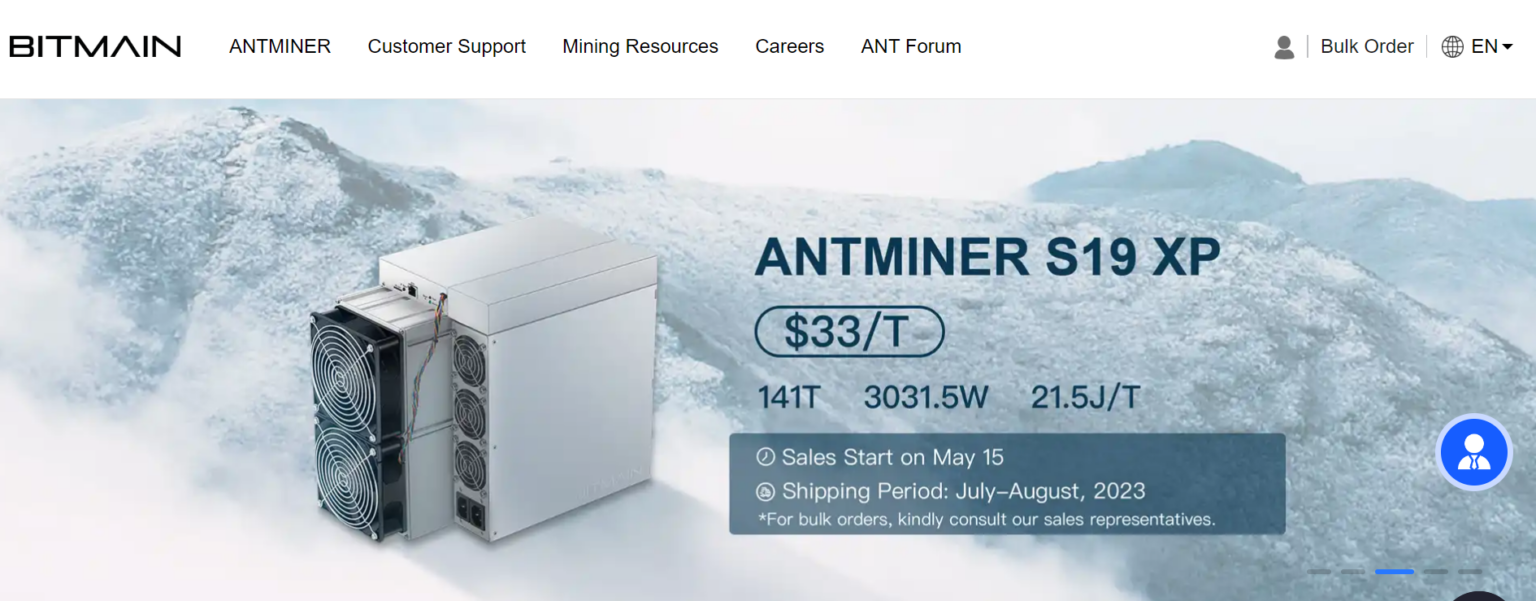 BITMAIN ANTMINER Customer Support Mining Resources Careers ANT Forum Bulk Order EN
ANTMINER S19 XP
$33/T
141T 3031.5W 21.5J/T
Sales Start on May 15
Shipping Period: July–August, 2023
*For bulk orders, kindly consult our sales representatives.
BITMAIN